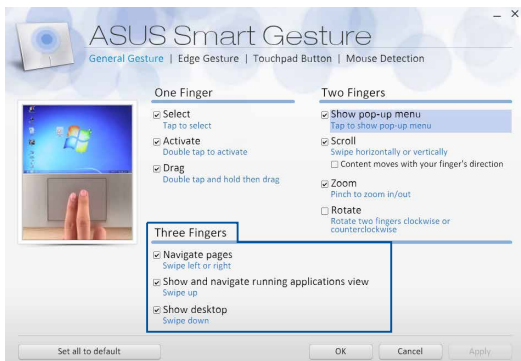 ASUS Smart Gesture
General Gesture | Edge Gesture | Touchpad Button | Mouse Detection
One Finger
Select
Tap to select
Activate
Double tap to activate
Drag
Double tap and hold then drag
Two Fingers
Show pop-up menu
Tap to show pop-up menu
Scroll
Swipe horizontally or vertically
Content moves with your finger's direction
Zoom
Pinch to zoom in/out
Rotate
Rotate two fingers clockwise or
counterclockwise
Three Fingers
Navigate pages
Swipe left or right
Show and navigate running applications view
Swipe up
Show desktop
Swipe down
Set all to default
OK
Cancel
Apply